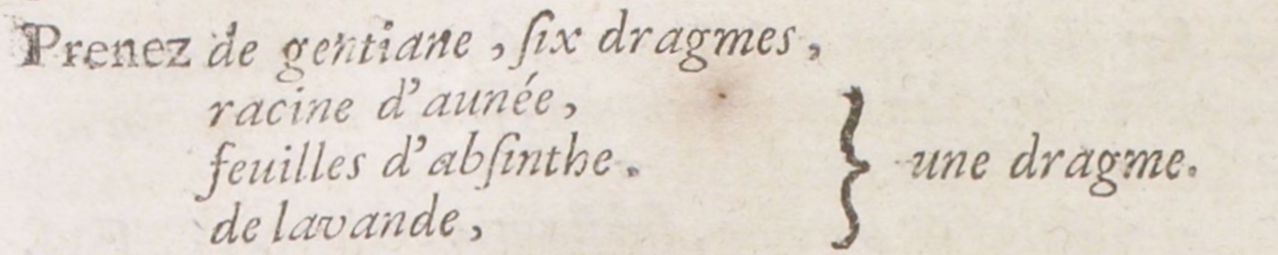 Prenez de gentiane, ſix dragmes,
racine d'aunée,
feuilles d'abſinthe. } une dragme.
de lavande,